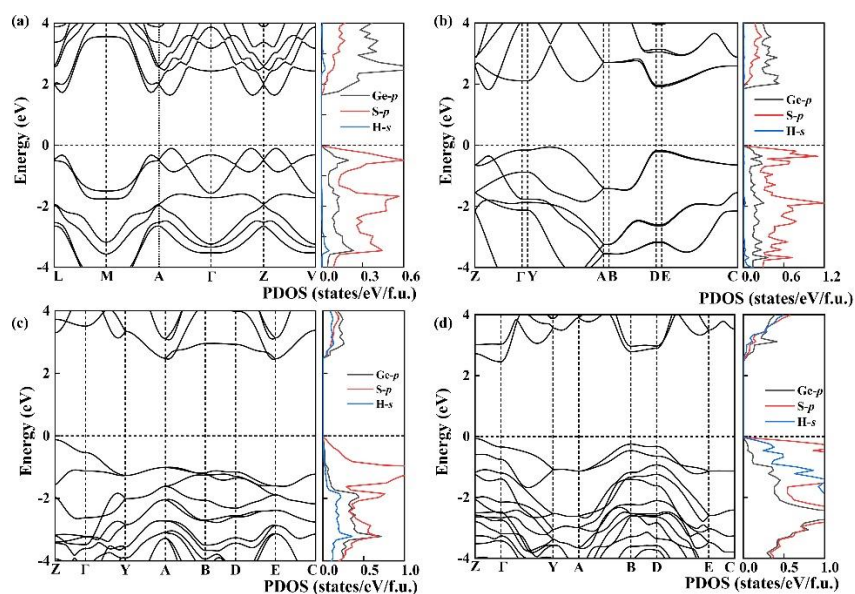 (a)
Energy (eV)
4
2
0
-2
-4
L M A Γ Z V
Ge-p
S-p
H-s
0.3 0.6
PDOS (states/eV/f.u.)
(b)
Energy (eV)
4
2
0
-2
-4
Z Γ Y A B D E C
Ge-p
S-p
H-s
0.0 0.6 1.2
PDOS (states/eV/f.u.)
(c)
Energy (eV)
4
2
0
-2
-4
Z Γ Y A B D E C
Ge-p
S-p
H-s
0.0 0.5 1.0
PDOS (states/eV/f.u.)
(d)
Energy (eV)
4
2
0
-2
-4
Z Γ Y A B D E C
Ge-p
S-p
H-s
0.0 0.5 1.0
PDOS (states/eV/f.u.)